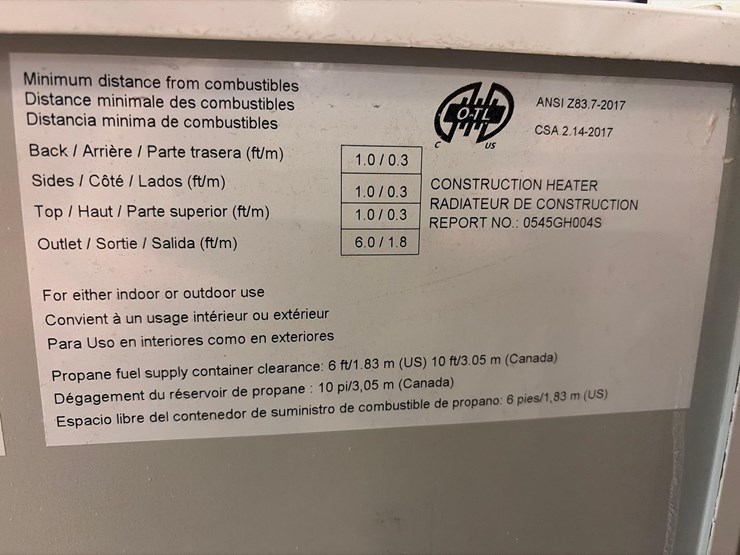 Minimum distance from combustibles
Distance minimale des combustibles
Distancia minima de combustibles
Back / Arrière / Parte trasera (ft/m) 1.0 / 0.3
Sides / Côté / Lados (ft/m) 1.0 / 0.3
Top / Haut / Parte superior (ft/m) 1.0 / 0.3
Outlet / Sortie / Salida (ft/m) 6.0 / 1.8
O-TL
C US
ANSI Z83.7-2017
CSA 2.14-2017
CONSTRUCTION HEATER
RADIATEUR DE CONSTRUCTION
REPORT NO.: 0545GH004S
For either indoor or outdoor use
Convient à un usage intérieur ou extérieur
Para Uso en interiores como en exteriores
Propane fuel supply container clearance: 6 ft/1.83 m (US) 10 ft/3.05 m (Canada)
Dégagement du réservoir de propane : 10 pi/3,05 m (Canada)
Espacio libre del contenedor de suministro de combustible de propano: 6 pies/1,83 m (US)